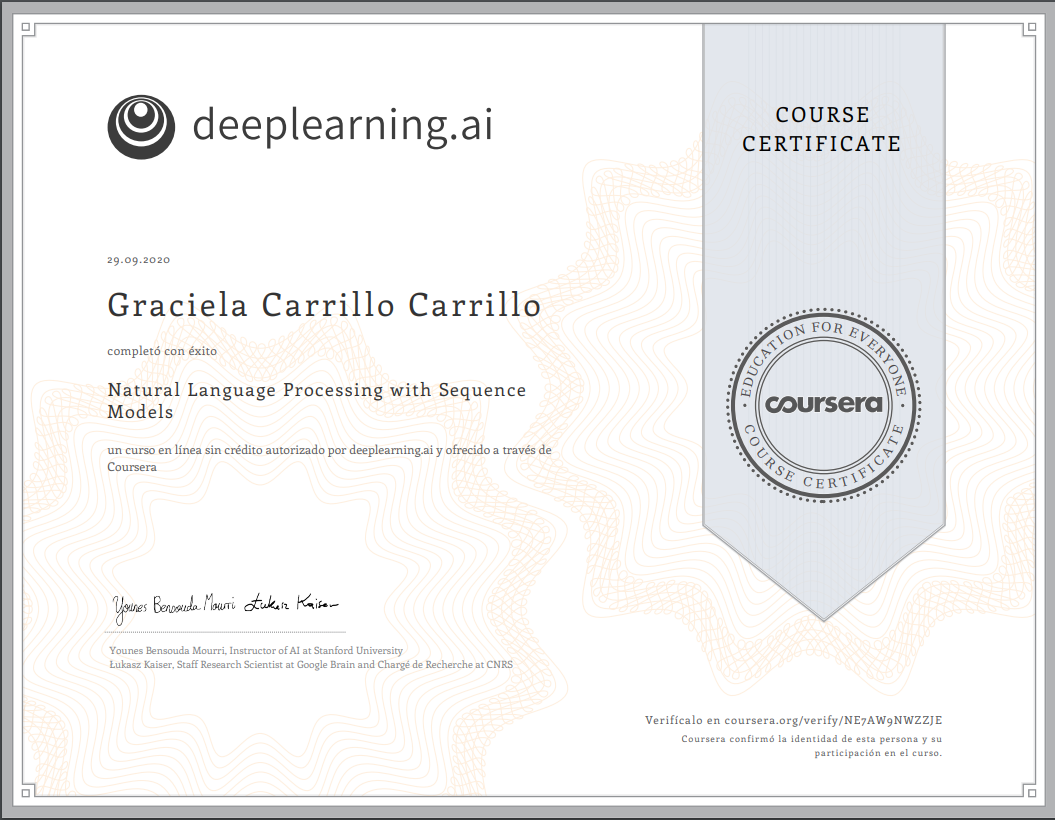 deeplearning.ai
COURSE
CERTIFICATE
29.09.2020
Graciela Carrillo Carrillo
completó con éxito
Natural Language Processing with Sequence
Models
un curso en línea sin crédito autorizado por deeplearning.ai y ofrecido a través de
Coursera
EDUCATION FOR EVERYONE
coursera
COURSE CERTIFICATE
Younes Bensouda Mourri Łukasz Kaiser
Younes Bensouda Mourri, Instructor of AI at Stanford University
Łukasz Kaiser, Staff Research Scientist at Google Brain and Chargé de Recherche at CNRS
Verifícalo en coursera.org/verify/NE7AW9NWZZJE
Coursera confirmó la identidad de esta persona y su
participación en el curso.